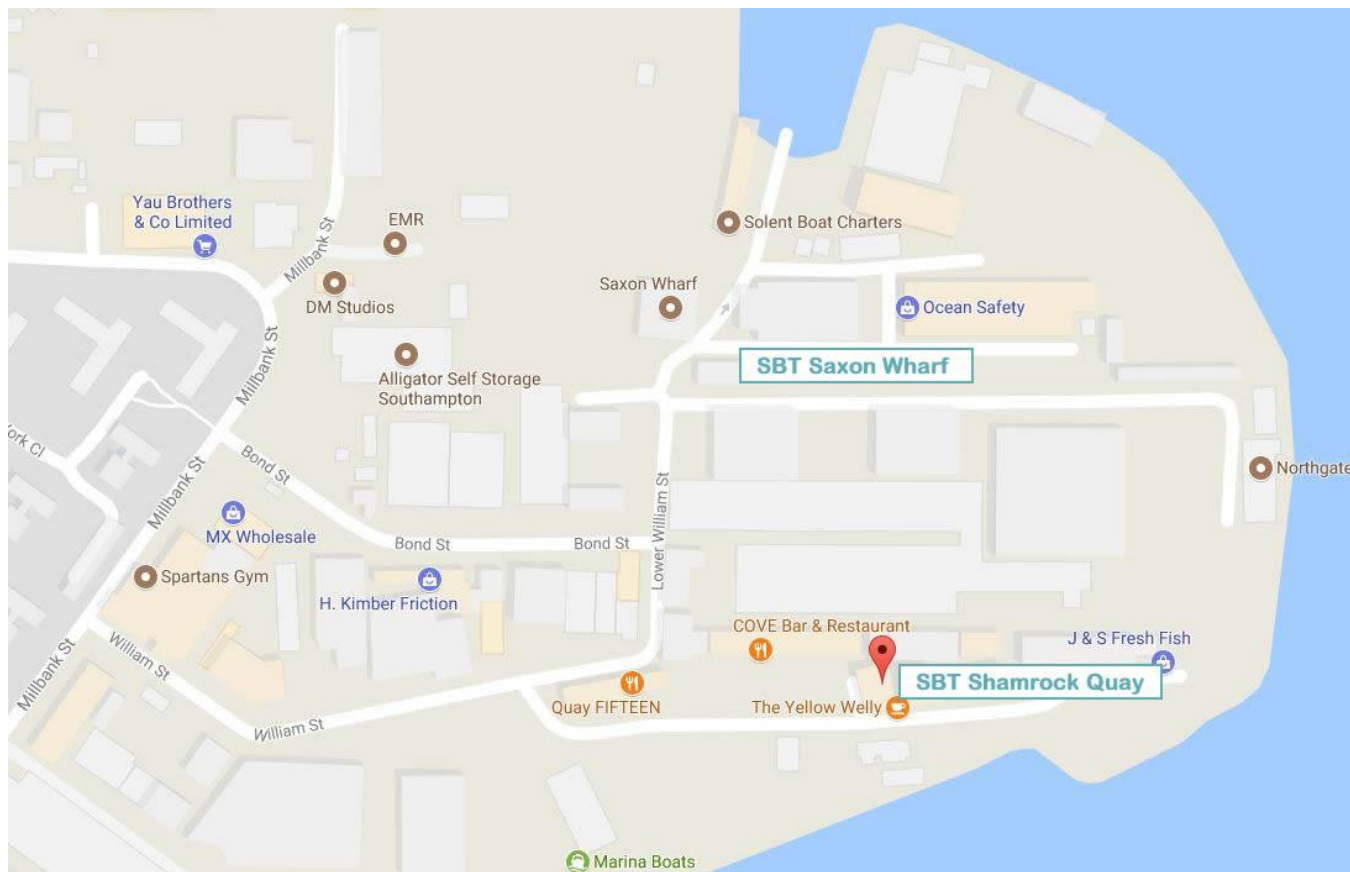 Yau Brothers
& Co Limited
Millbank St
EMR
DM Studios
Solent Boat Charters
Saxon Wharf
Ocean Safety
SBT Saxon Wharf
Millbank St
Alligator Self Storage
Southampton
York Cl
Bond St
Millbank St
Northgate
MX Wholesale
Bond St
Bond St
Lower William St
Spartans Gym
H. Kimber Friction
COVE Bar & Restaurant
J & S Fresh Fish
William St
Millbank St
SBT Shamrock Quay
Quay FIFTEEN
The Yellow Welly
William St
Marina Boats